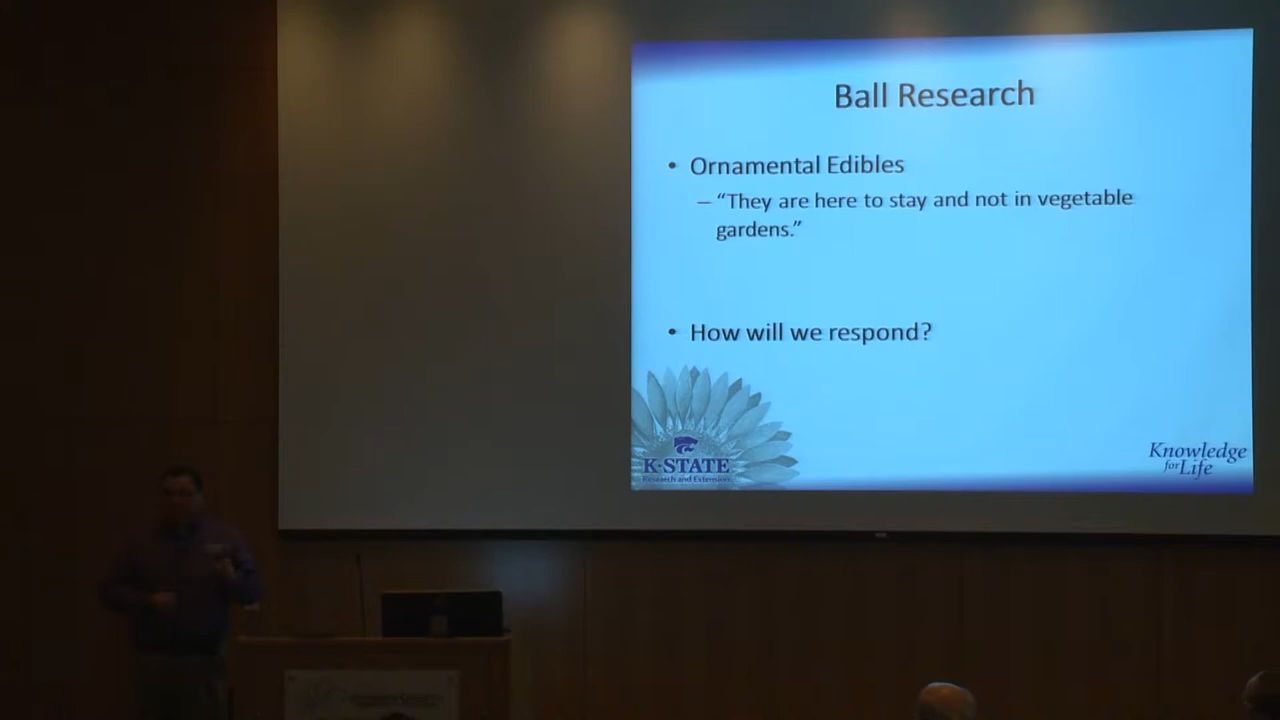 Ball Research
• Ornamental Edibles
– “They are here to stay and not in vegetable
gardens.”
• How will we respond?
K-STATE
Research and Extension
Knowledge
for Life